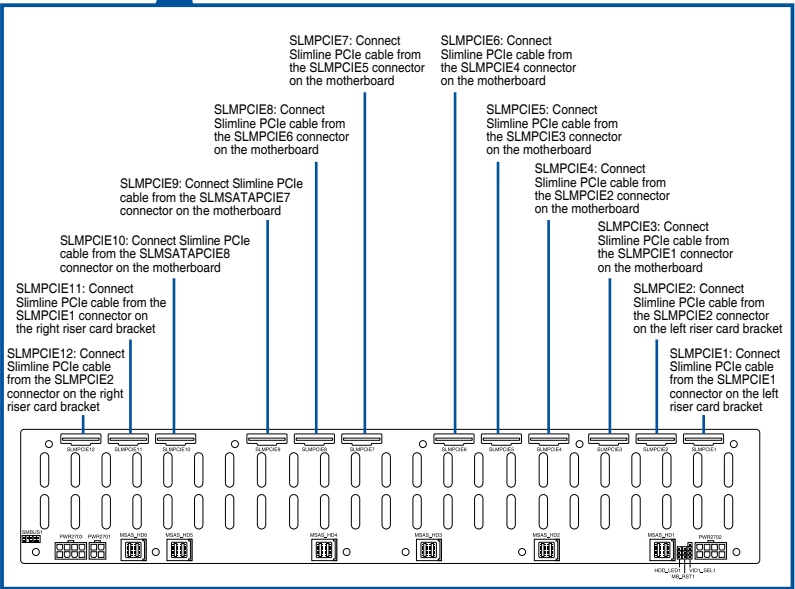 SLMPCIE7: Connect
Slimline PCIe cable from
the SLMPCIE5 connector
on the motherboard
SLMPCIE6: Connect
Slimline PCIe cable from
the SLMPCIE4 connector
on the motherboard
SLMPCIE8: Connect
Slimline PCIe cable from
the SLMPCIE6 connector
on the motherboard
SLMPCIE5: Connect
Slimline PCIe cable from
the SLMPCIE3 connector
on the motherboard
SLMPCIE9: Connect Slimline PCIe
cable from the SLMSATAPCIE7
connector on the motherboard
SLMPCIE4: Connect
Slimline PCIe cable from
the SLMPCIE2 connector
on the motherboard
SLMPCIE10: Connect Slimline PCIe
cable from the SLMSATAPCIE8
connector on the motherboard
SLMPCIE3: Connect
Slimline PCIe cable from
the SLMPCIE1 connector
on the motherboard
SLMPCIE11: Connect
Slimline PCIe cable from the
SLMPCIE1 connector on
the right riser card bracket
SLMPCIE2: Connect
Slimline PCIe cable from
the SLMPCIE2 connector
on the left riser card bracket
SLMPCIE12: Connect
Slimline PCIe cable
from the SLMPCIE2
connector on the right
riser card bracket
SLMPCIE1: Connect
Slimline PCIe cable
from the SLMPCIE1
connector on the left
riser card bracket
SLMPCIE12 SLMPCIE11 SLMPCIE10 SLMPCIE9 SLMPCIE8 SLMPCIE7 SLMPCIE6 SLMPCIE5 SLMPCIE4 SLMPCIE3 SLMPCIE2 SLMPCIE1
SMBUS1 PWR2703 PWR2701 MSAS_HD6 MSAS_HD5 MSAS_HD4 MSAS_HD3 MSAS_HD2 MSAS_HD1 PWR2702
HDD_LED1 VID1_SEL1
MB_RST1